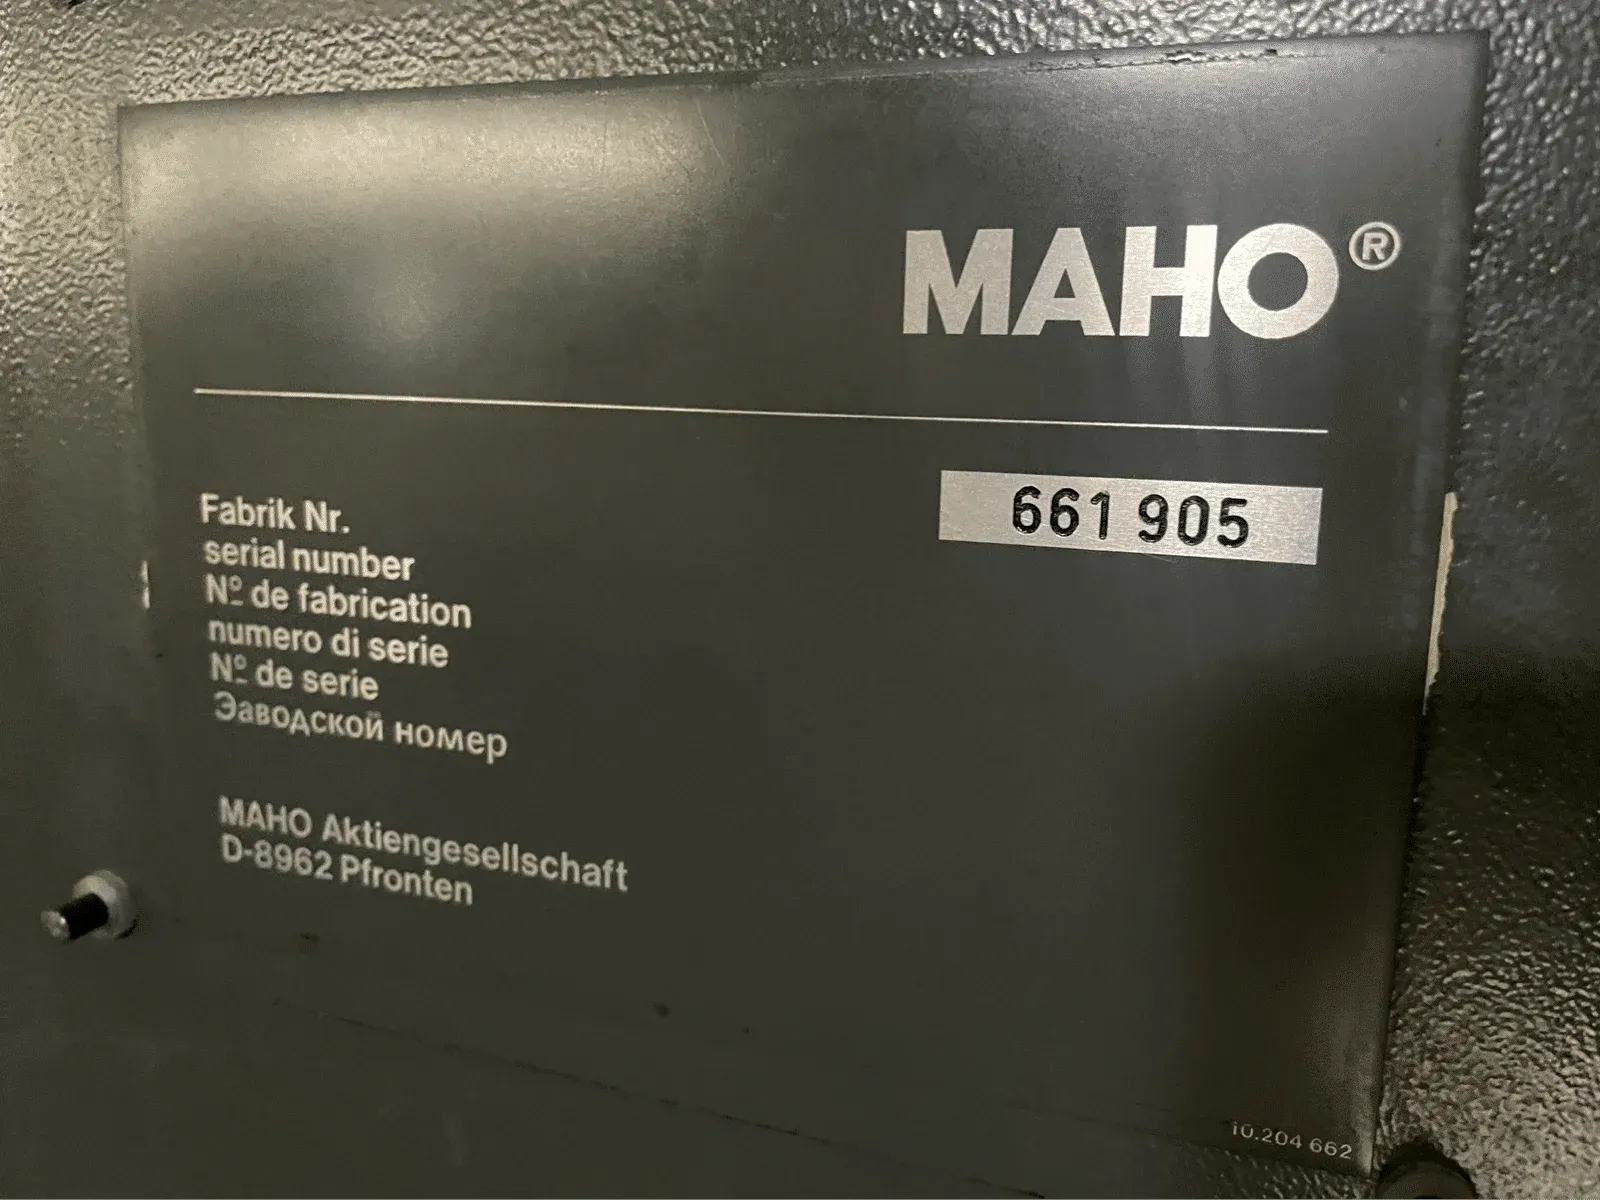 MAHO®
661 905
Fabrik Nr.
serial number
Nº de fabrication
numero di serie
Nº de serie
Заводской номер
MAHO Aktiengesellschaft
D-8962 Pfronten
10.204 662